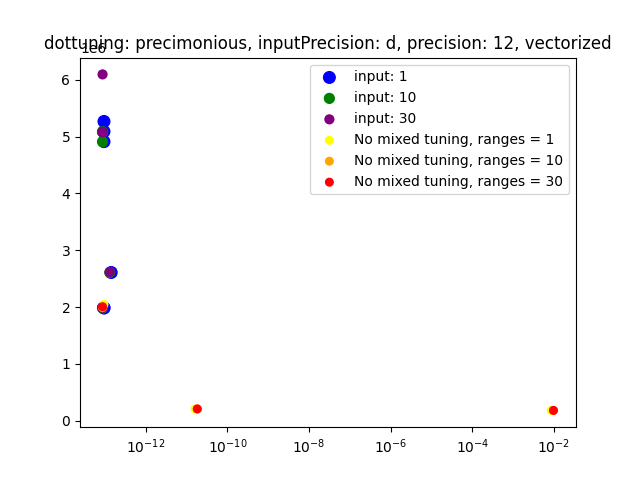 dottuning: precimonious, inputPrecision: d, precision: 12, vectorized
1e6
input: 1
input: 10
input: 30
No mixed tuning, ranges = 1
No mixed tuning, ranges = 10
No mixed tuning, ranges = 30
6
5
4
3
2
1
0
10⁻¹² 10⁻¹⁰ 10⁻⁸ 10⁻⁶ 10⁻⁴ 10⁻²